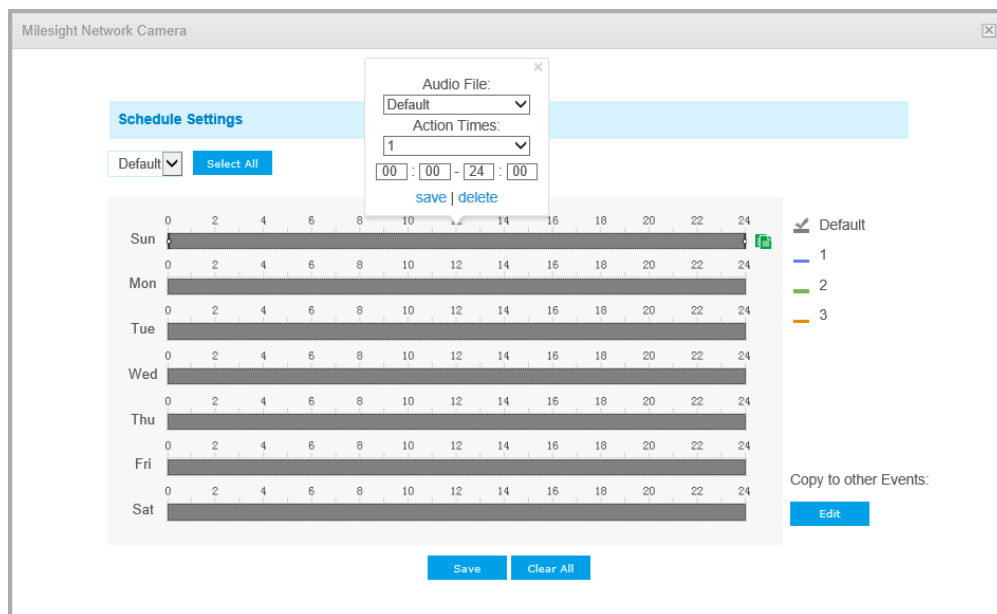 Milesight Network Camera
Audio File:
Default
Action Times:
1
00 : 00 - 24 : 00
save | delete
Schedule Settings
Default Select All
0 2 4 6 8 12 14 16 18 20 22 24
Sun
0 2 4 6 8 10 12 14 16 18 20 22 24
Mon
0 2 4 6 8 10 12 14 16 18 20 22 24
Tue
0 2 4 6 8 10 12 14 16 18 20 22 24
Wed
0 2 4 6 8 10 12 14 16 18 20 22 24
Thu
0 2 4 6 8 10 12 14 16 18 20 22 24
Fri
0 2 4 6 8 10 12 14 16 18 20 22 24
Sat
Default
1
2
3
Copy to other Events:
Edit
Save Clear All